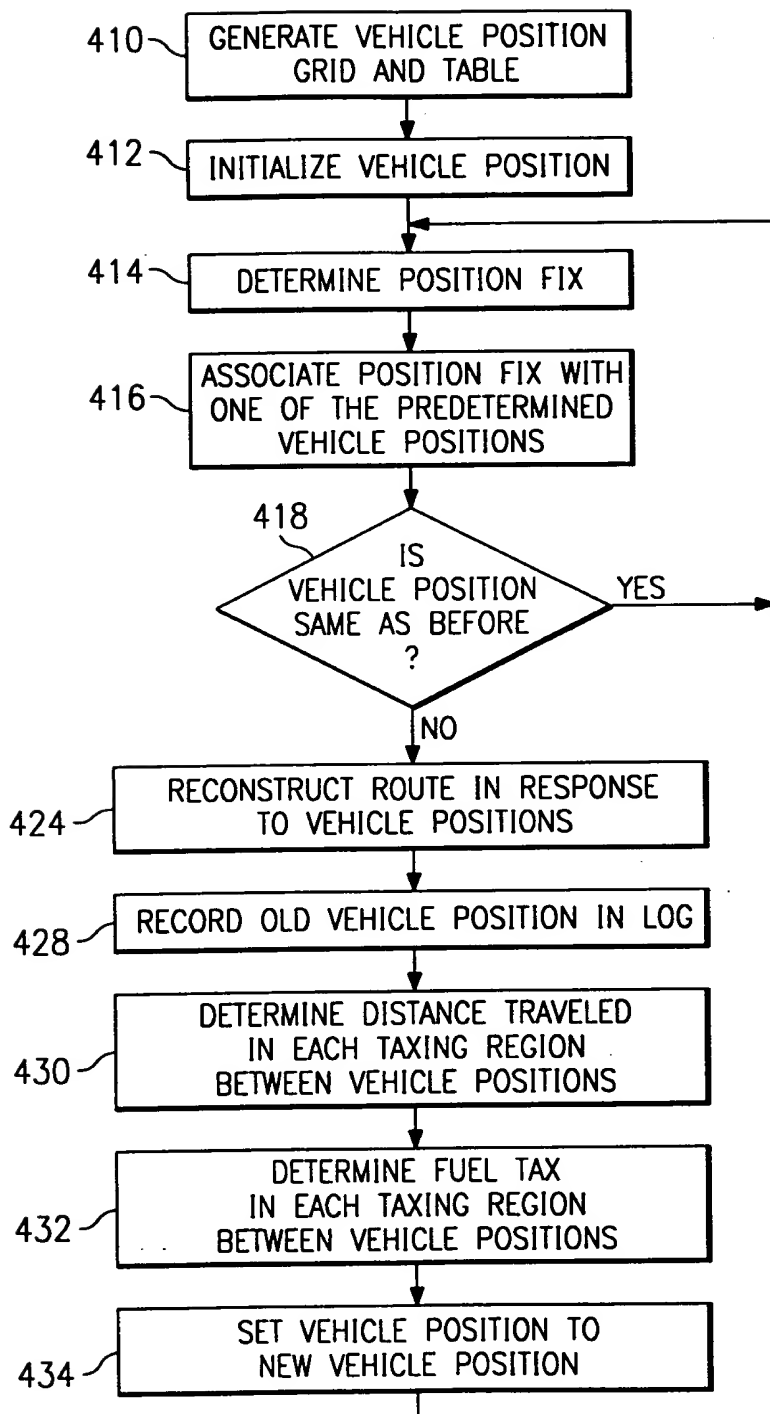 410
GENERATE VEHICLE POSITION
GRID AND TABLE
412
INITIALIZE VEHICLE POSITION
414
DETERMINE POSITION FIX
416
ASSOCIATE POSITION FIX WITH
ONE OF THE PREDETERMINED
VEHICLE POSITIONS
418
IS
VEHICLE POSITION
SAME AS BEFORE
?
YES
NO
424
RECONSTRUCT ROUTE IN RESPONSE
TO VEHICLE POSITIONS
428
RECORD OLD VEHICLE POSITION IN LOG
430
DETERMINE DISTANCE TRAVELED
IN EACH TAXING REGION
BETWEEN VEHICLE POSITIONS
432
DETERMINE FUEL TAX
IN EACH TAXING REGION
BETWEEN VEHICLE POSITIONS
434
SET VEHICLE POSITION TO
NEW VEHICLE POSITION